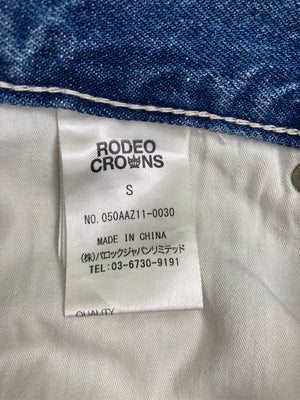 RODEO
CROWNS
S
NO. 050AAZ11-0030
MADE IN CHINA
(株)バロックジャパンリミテッド
TEL: 03-6730-9191
QUALITY